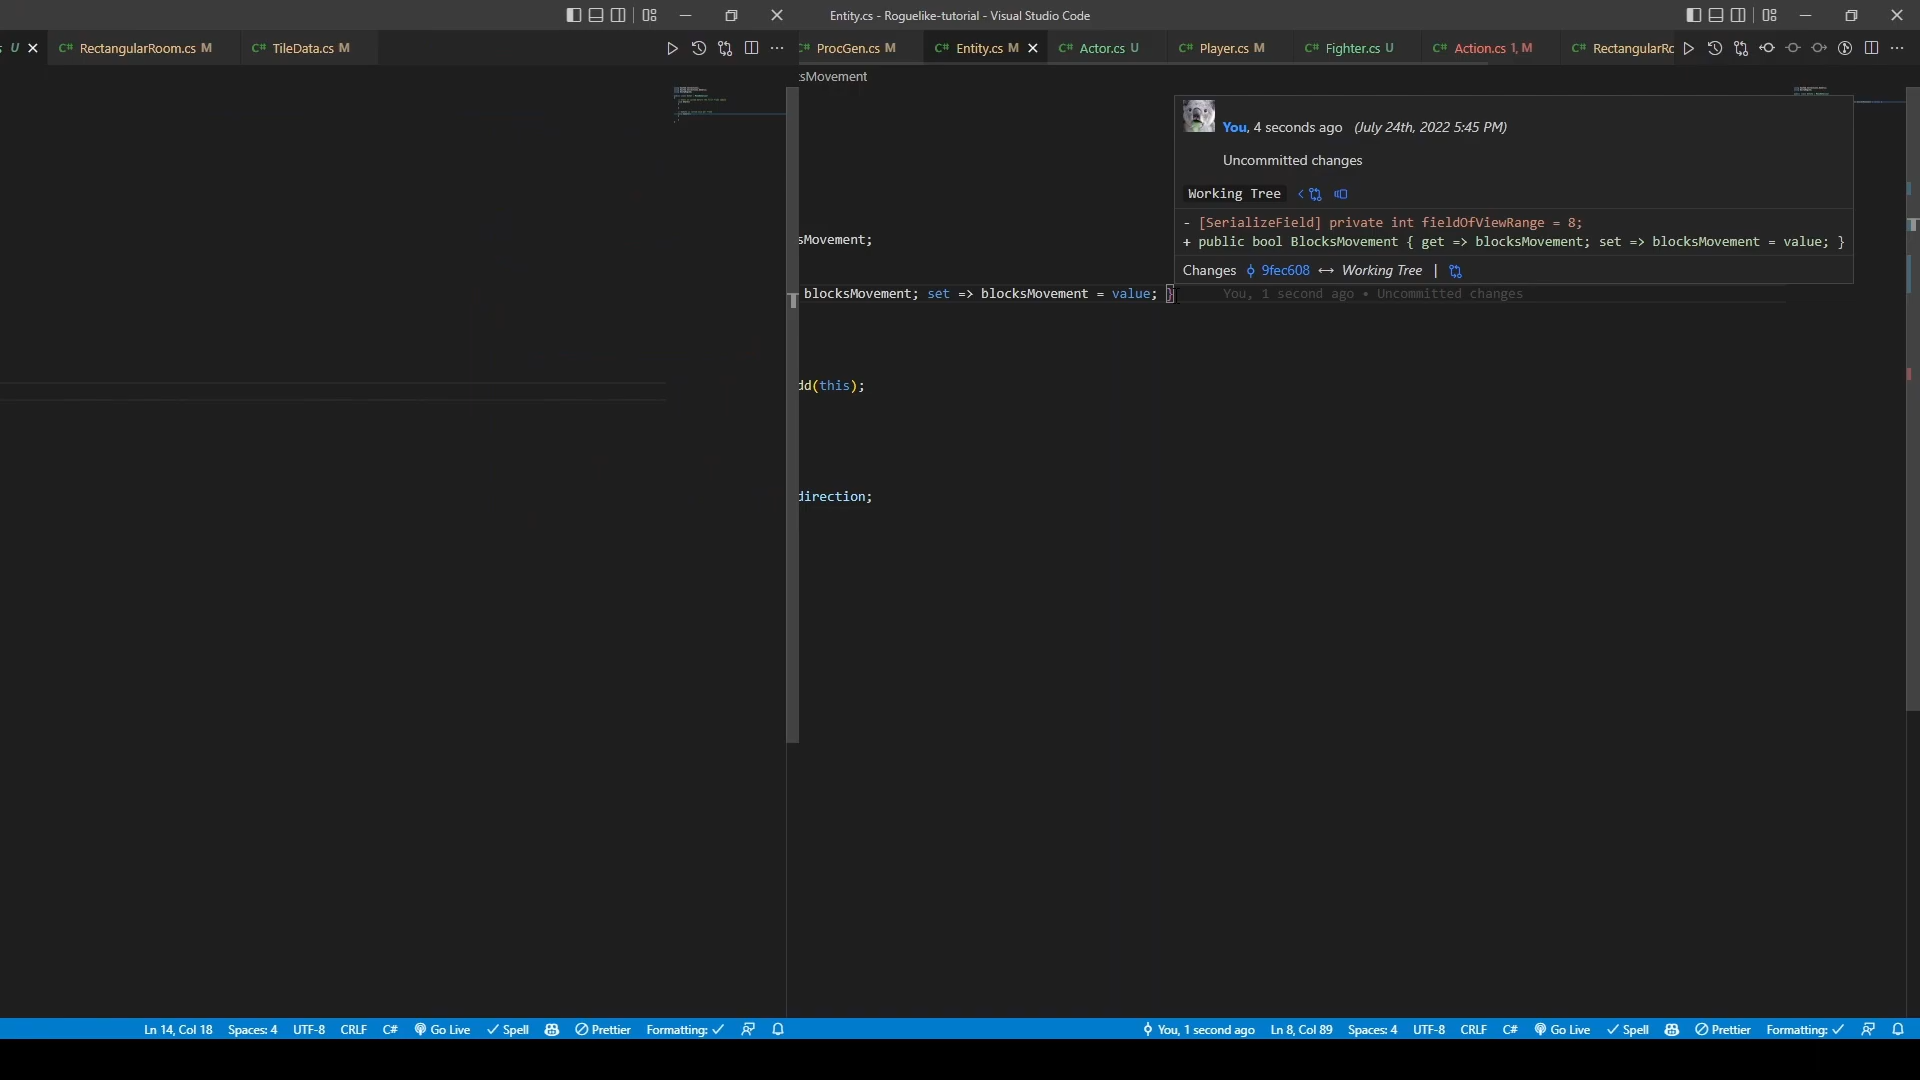 Entity.cs - Roguelike-tutorial - Visual Studio Code
U
C# RectangularRoom.cs M
C# TileData.cs M
C# ProcGen.cs M
C# Entity.cs M
C# Actor.cs U
C# Player.cs M
C# Fighter.cs U
C# Action.cs 1, M
C# RectangularRo
sMovement
You, 4 seconds ago (July 24th, 2022 5:45 PM)
Uncommitted changes
Working Tree
- [SerializeField] private int fieldOfViewRange = 8;
+ public bool BlocksMovement { get => blocksMovement; set => blocksMovement = value; }
Changes 9fec608 ↔ Working Tree |
sMovement;
blocksMovement; set => blocksMovement = value; }
You, 1 second ago • Uncommitted changes
dd(this);
direction;
Ln 14, Col 18 Spaces: 4 UTF-8 CRLF C# Go Live Spell Prettier Formatting: ✓
You, 1 second ago Ln 8, Col 89 Spaces: 4 UTF-8 CRLF C# Go Live Spell Prettier Formatting: ✓